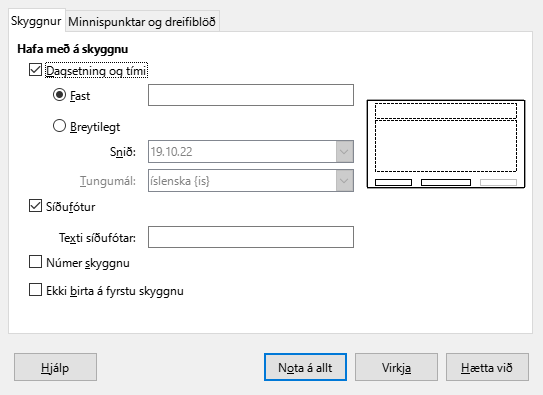 Skyggnur Minnispunktar og dreifiblöð
Hafa með á skyggnu
Dagsetning og tími
Fast
Breytilegt
Snið: 19.10.22
Tungumál: íslenska {is}
Síðufótur
Texti síðufótar:
Númer skyggnu
Ekki birta á fyrstu skyggnu
Hjálp Nota á allt Virkja Hætta við